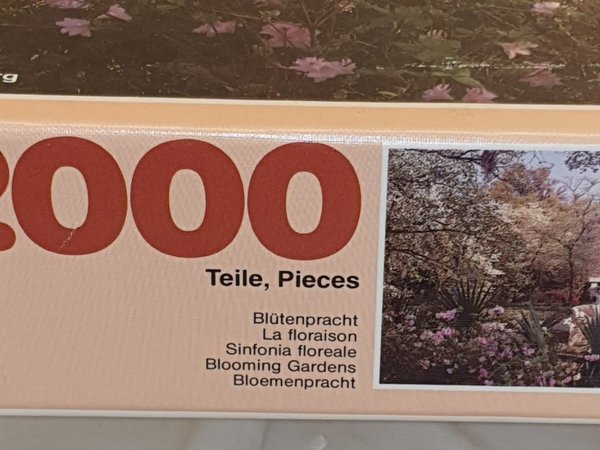 2000
Teile, Pieces
Blütenpracht
La floraison
Sinfonia floreale
Blooming Gardens
Bloemenpracht